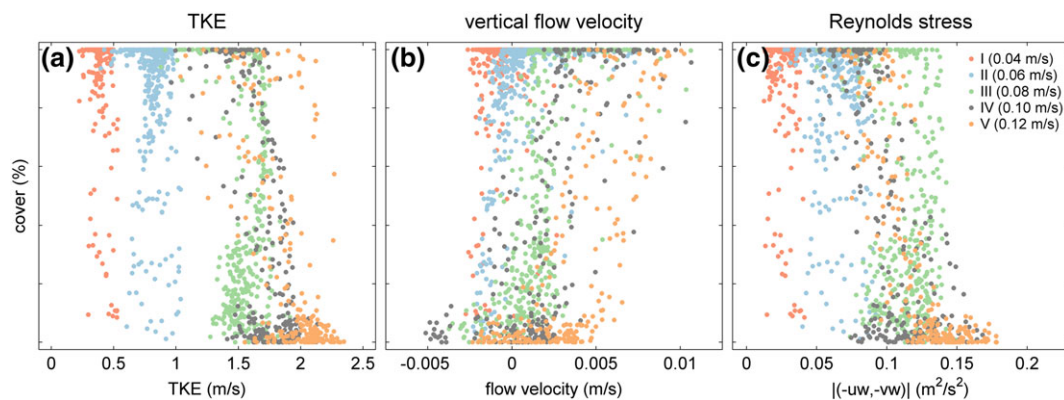 TKE
vertical flow velocity
Reynolds stress
(a)
(b)
(c)
I (0.04 m/s)
II (0.06 m/s)
III (0.08 m/s)
IV (0.10 m/s)
V (0.12 m/s)
cover (%)
0 0.5 1 1.5 2 2.5
-0.005 0 0.005 0.01
0 0.05 0.1 0.15 0.2
TKE (m/s)
flow velocity (m/s)
|(-uw,-vw)| (m²/s²)